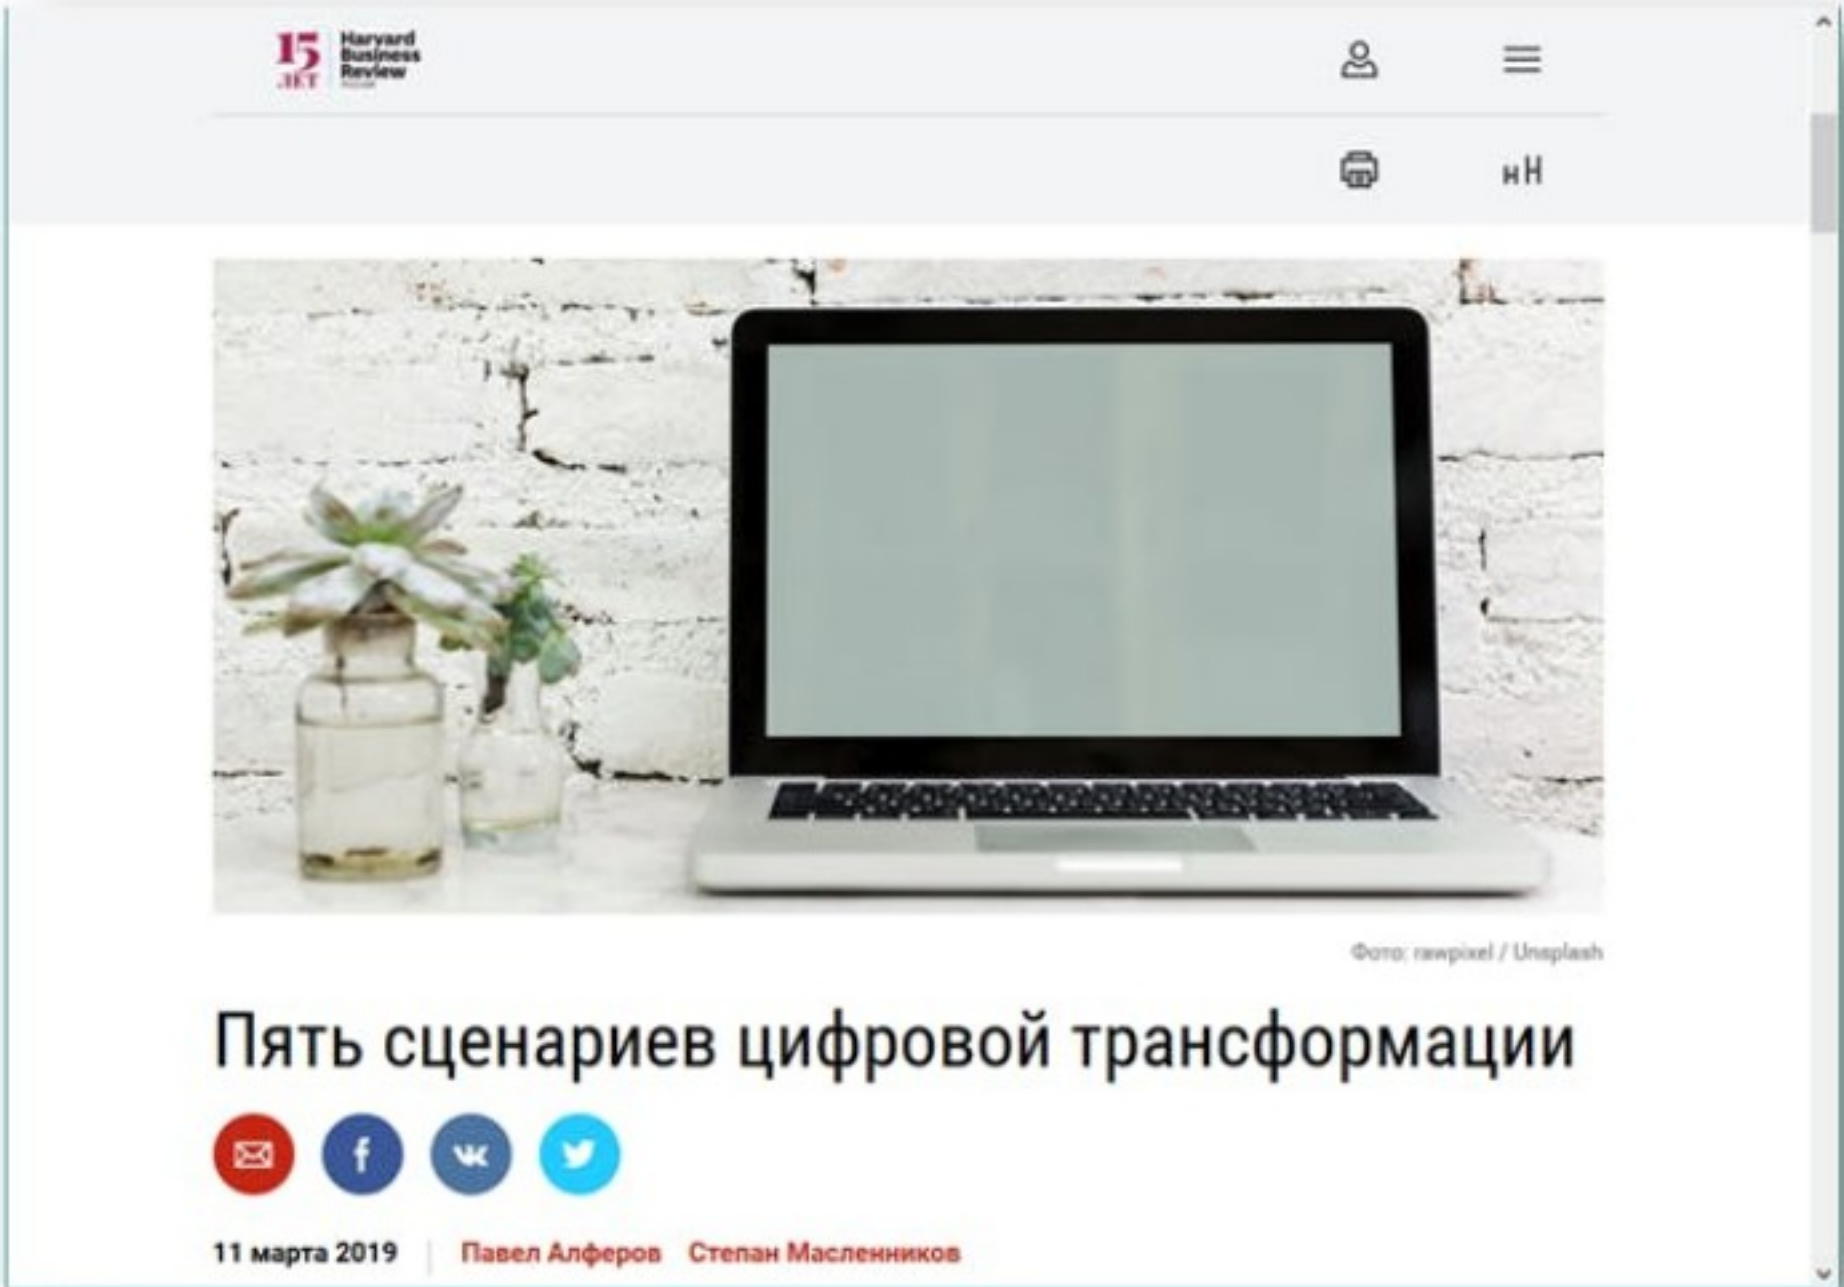 15
ЛЕТ
Harvard
Business
Review
нН
Фото: rawpixel / Unsplash
Пять сценариев цифровой трансформации
11 марта 2019 Павел Алферов Степан Масленников